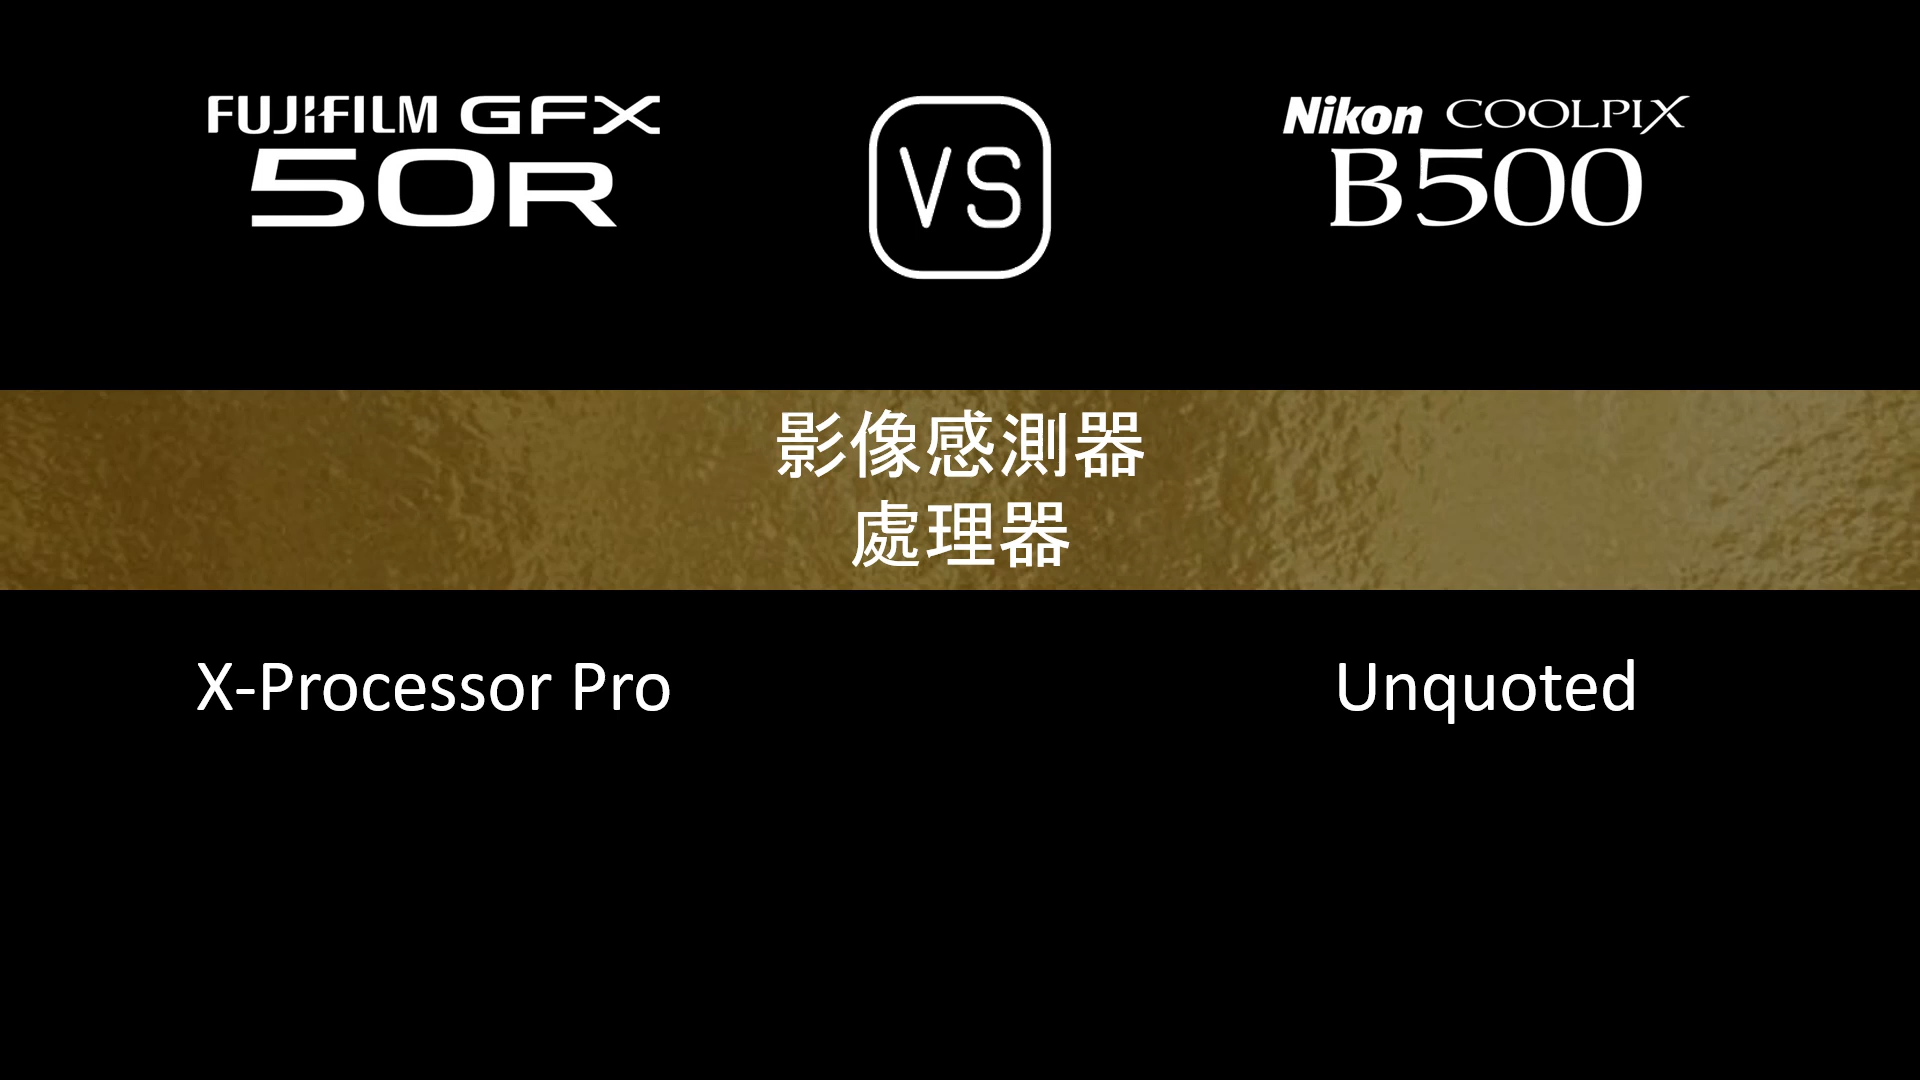 FUJIFILM GFX
50R
VS
Nikon COOLPIX
B500
影像感測器
處理器
X-Processor Pro
Unquoted